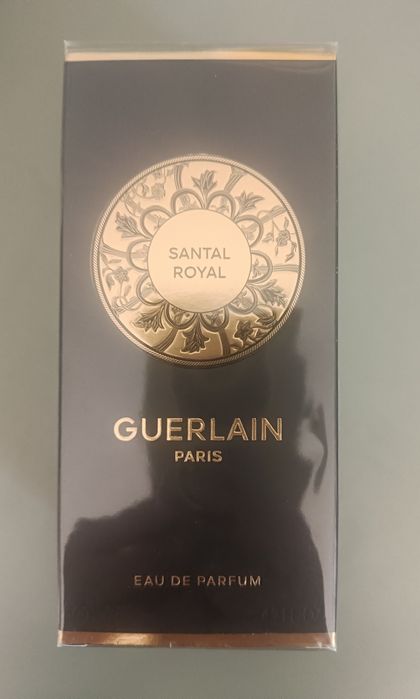 SANTAL
ROYAL
GUERLAIN
PARIS
EAU DE PARFUM